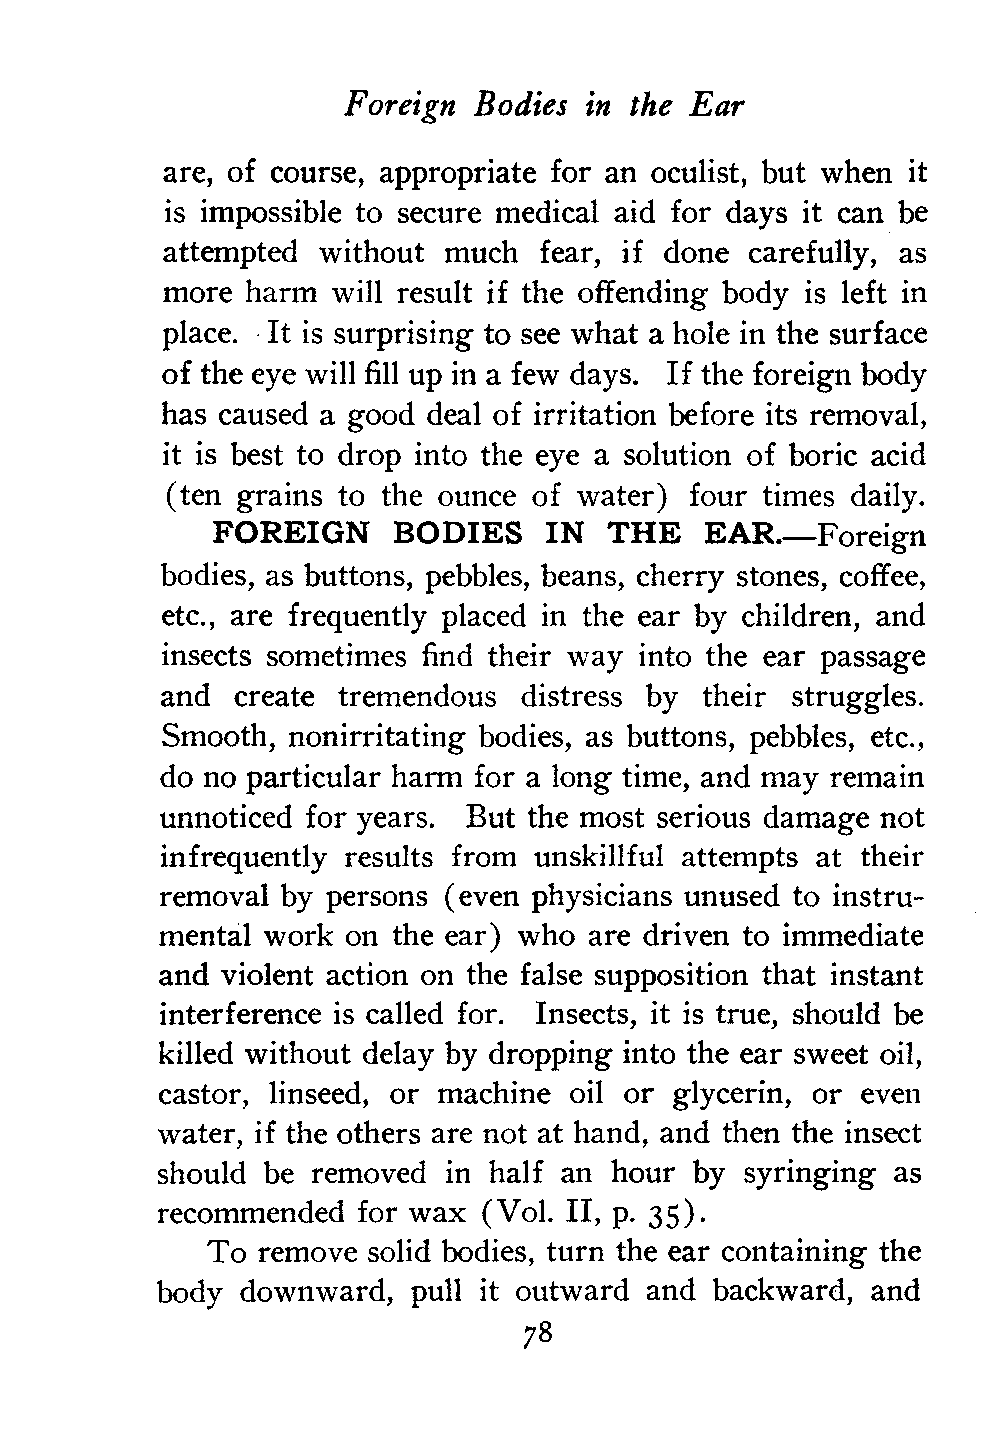 Foreign Bodies in the Ear
are, of course, appropriate for an oculist, but when it
is impossible to secure medical aid for days it can be
attempted without much fear, if done carefully, as
more harm will result if the offending body is left in
place. It is surprising to see what a hole in the surface
of the eye will fill up in a few days. If the foreign body
has caused a good deal of irritation before its removal,
it is best to drop into the eye a solution of boric acid
(ten grains to the ounce of water) four times daily.
FOREIGN BODIES IN THE EAR.—Foreign
bodies, as buttons, pebbles, beans, cherry stones, coffee,
etc., are frequently placed in the ear by children, and
insects sometimes find their way into the ear passage
and create tremendous distress by their struggles.
Smooth, nonirritating bodies, as buttons, pebbles, etc.,
do no particular harm for a long time, and may remain
unnoticed for years. But the most serious damage not
infrequently results from unskillful attempts at their
removal by persons (even physicians unused to instru-
mental work on the ear) who are driven to immediate
and violent action on the false supposition that instant
interference is called for. Insects, it is true, should be
killed without delay by dropping into the ear sweet oil,
castor, linseed, or machine oil or glycerin, or even
water, if the others are not at hand, and then the insect
should be removed in half an hour by syringing as
recommended for wax (Vol. II, p. 35).
To remove solid bodies, turn the ear containing the
body downward, pull it outward and backward, and
78